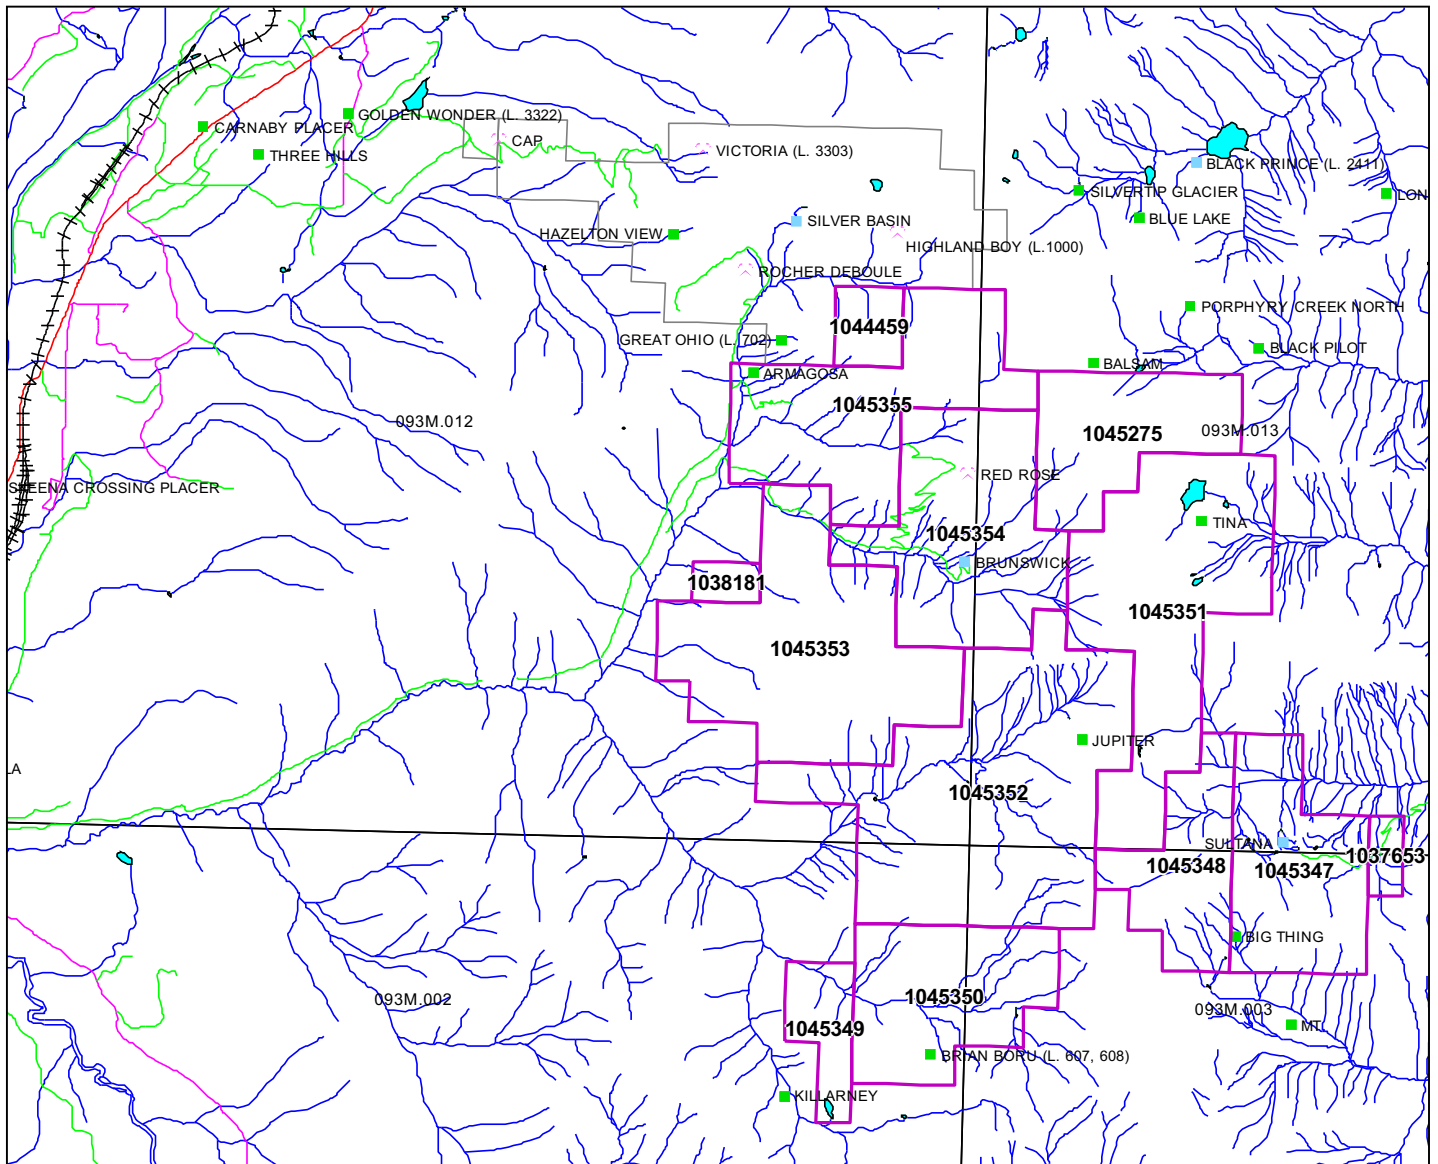 GOLDEN WONDER (L. 3322)
CARNABY PLACER
CAP
THREE HILLS
VICTORIA (L. 3303)
BLACK PRINCE (L. 2411)
SILVERTIP GLACIER
LON
BLUE LAKE
SILVER BASIN
HAZELTON VIEW
HIGHLAND BOY (L.1000)
ROCHER DEBOULE
PORPHYRY CREEK NORTH
1044459
GREAT OHIO (L. 702)
BLACK PILOT
BALSAM
ARMAGOSA
1045355
093M.012
1045275
093M.013
RED ROSE
SKEENA CROSSING PLACER
TINA
1045354
BRUNSWICK
1038181
1045351
1045353
JUPITER
LA
1045352
SULTANA
1037653
1045348
1045347
BIG THING
1045350
093M.002
093M.003
1045349
MT.
BRIAN BORU (L. 607, 608)
KILLARNEY